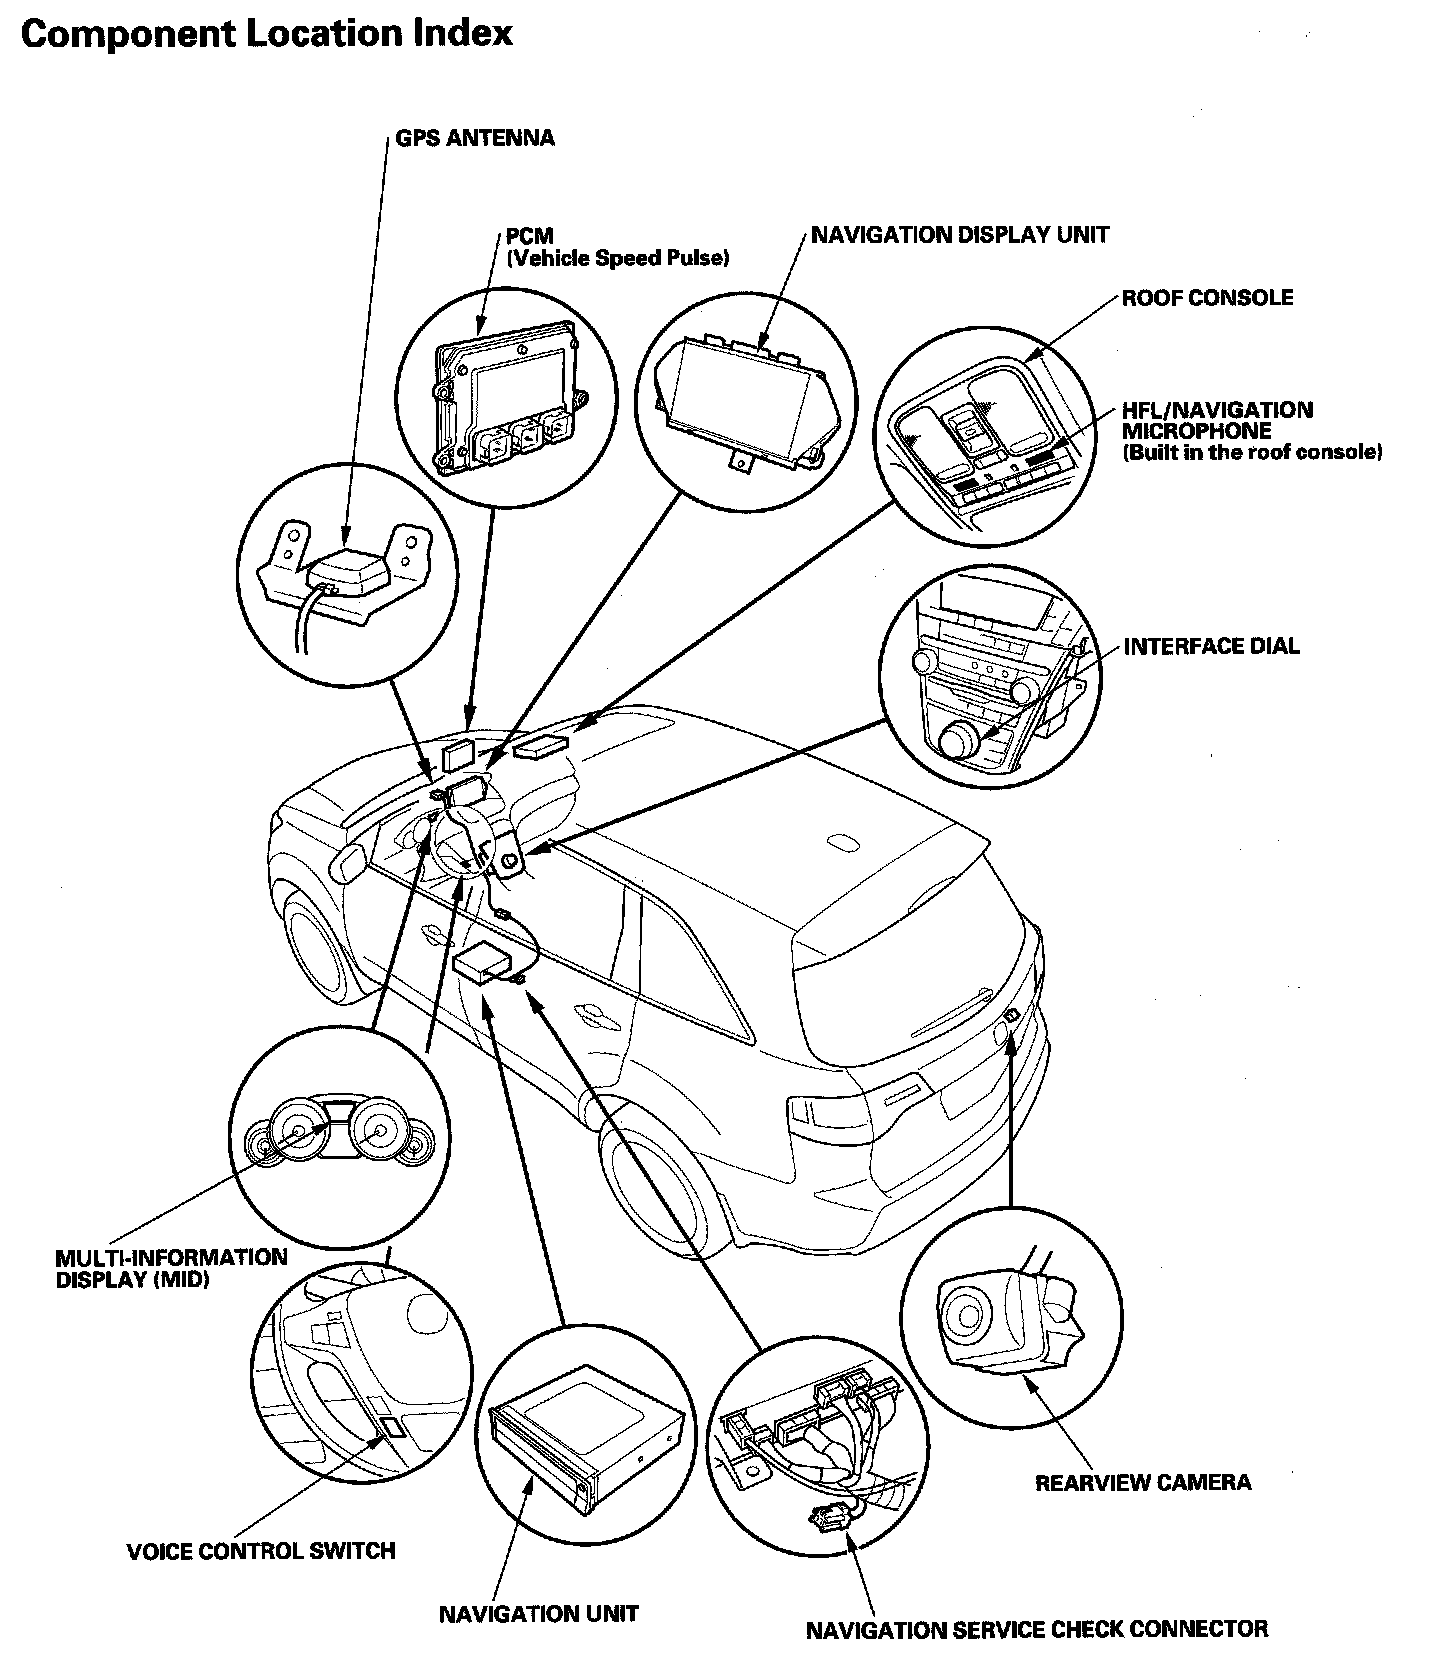 Component Location Index
GPS ANTENNA
PCM
(Vehicle Speed Pulse)
NAVIGATION DISPLAY UNIT
ROOF CONSOLE
HFL/NAVIGATION
MICROPHONE
(Built in the roof console)
INTERFACE DIAL
MULTI-INFORMATION
DISPLAY (MID)
VOICE CONTROL SWITCH
NAVIGATION UNIT
NAVIGATION SERVICE CHECK CONNECTOR
REARVIEW CAMERA